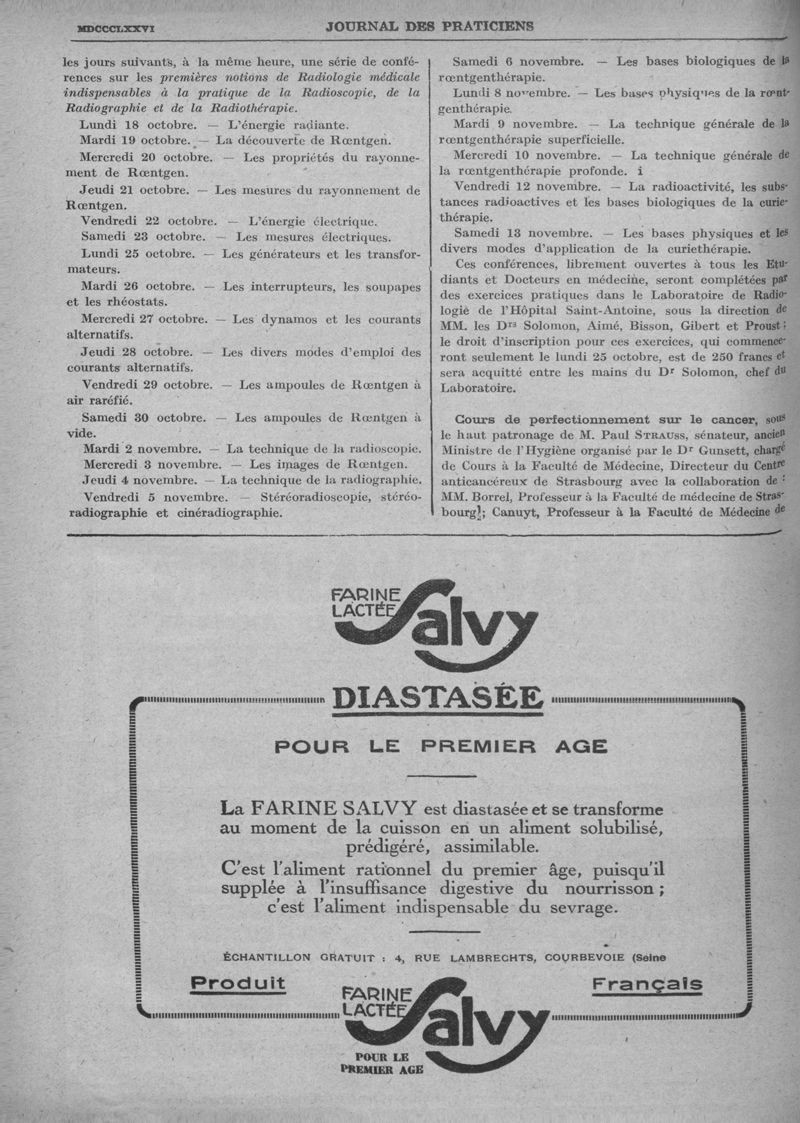 MDCCCLXXVI
JOURNAL DES PRATICIENS
les jours suivants, à la même heure, une série de confé-
rences sur les premières notions de Radiologie médicale
indispensables à la pratique de la Radioscopie, de la
Radiographie et de la Radiothérapie.
Lundi 18 octobre. — L'énergie radiante.
Mardi 19 octobre. — La découverte de Rœntgen.
Mercredi 20 octobre. — Les propriétés du rayonne-
ment de Rœntgen.
Jeudi 21 octobre. — Les mesures du rayonnement de
Rœntgen.
Vendredi 22 octobre. — L'énergie électrique.
Samedi 23 octobre. — Les mesures électriques.
Lundi 25 octobre. — Les générateurs et les transfor-
mateurs.
Mardi 26 octobre. — Les interrupteurs, les soupapes
et les rhéostats.
Mercredi 27 octobre. — Les dynamos et les courants
alternatifs.
Jeudi 28 octobre. — Les divers modes d'emploi des
courants alternatifs.
Vendredi 29 octobre. — Les ampoules de Rœntgen à
air raréfié.
Samedi 30 octobre. — Les ampoules de Rœntgen à
vide.
Mardi 2 novembre. — La technique de la radioscopie.
Mercredi 3 novembre. — Les images de Rœntgen.
Jeudi 4 novembre. — La technique de la radiographie.
Vendredi 5 novembre. — Stéréoradioscopie, stéréo-
radiographie et cinéradiographie.
Samedi 6 novembre. — Les bases biologiques de la
rœntgenthérapie.
Lundi 8 novembre. — Les bases physiques de la rœnt-
genthérapie.
Mardi 9 novembre. — La technique générale de la
rœntgenthérapie superficielle.
Mercredi 10 novembre. — La technique générale de
la rœntgenthérapie profonde. i
Vendredi 12 novembre. — La radioactivité, les subs-
tances radioactives et les bases biologiques de la curie-
thérapie.
Samedi 13 novembre. — Les bases physiques et les
divers modes d'application de la curiethérapie.
Ces conférences, librement ouvertes à tous les Etu-
diants et Docteurs en médecine, seront complétées par
des exercices pratiques dans le Laboratoire de Radio-
logie de l'Hôpital Saint-Antoine, sous la direction de
MM. les Drs Solomon, Aimé, Bisson, Gibert et Proust ;
le droit d'inscription pour ces exercices, qui commence-
ront seulement le lundi 25 octobre, est de 250 francs et
sera acquitté entre les mains du Dr Solomon, chef du
Laboratoire.
Cours de perfectionnement sur le cancer, sous
le haut patronage de M. Paul STRAUSS, sénateur, ancien
Ministre de l'Hygiène organisé par le Dr Gunsett, chargé
de Cours à la Faculté de Médecine, Directeur du Centre
anticancéreux de Strasbourg avec la collaboration de :
MM. Borrel, Professeur à la Faculté de médecine de Stras-
bourg ; Canuyt, Professeur à la Faculté de Médecine de
FARINE
LACTÉE
Salvy
DIASTASÉE
POUR LE PREMIER AGE
La FARINE SALVY est diastasée et se transforme
au moment de la cuisson en un aliment solubilisé,
prédigéré, assimilable.
C'est l'aliment rationnel du premier âge, puisqu'il
supplée à l'insuffisance digestive du nourrisson ;
c'est l'aliment indispensable du sevrage.
ÉCHANTILLON GRATUIT : 4, RUE LAMBRECHTS, COURBEVOIE (Seine
Produit
Français
FARINE
LACTÉE
Salvy
POUR LE
PREMIER AGE